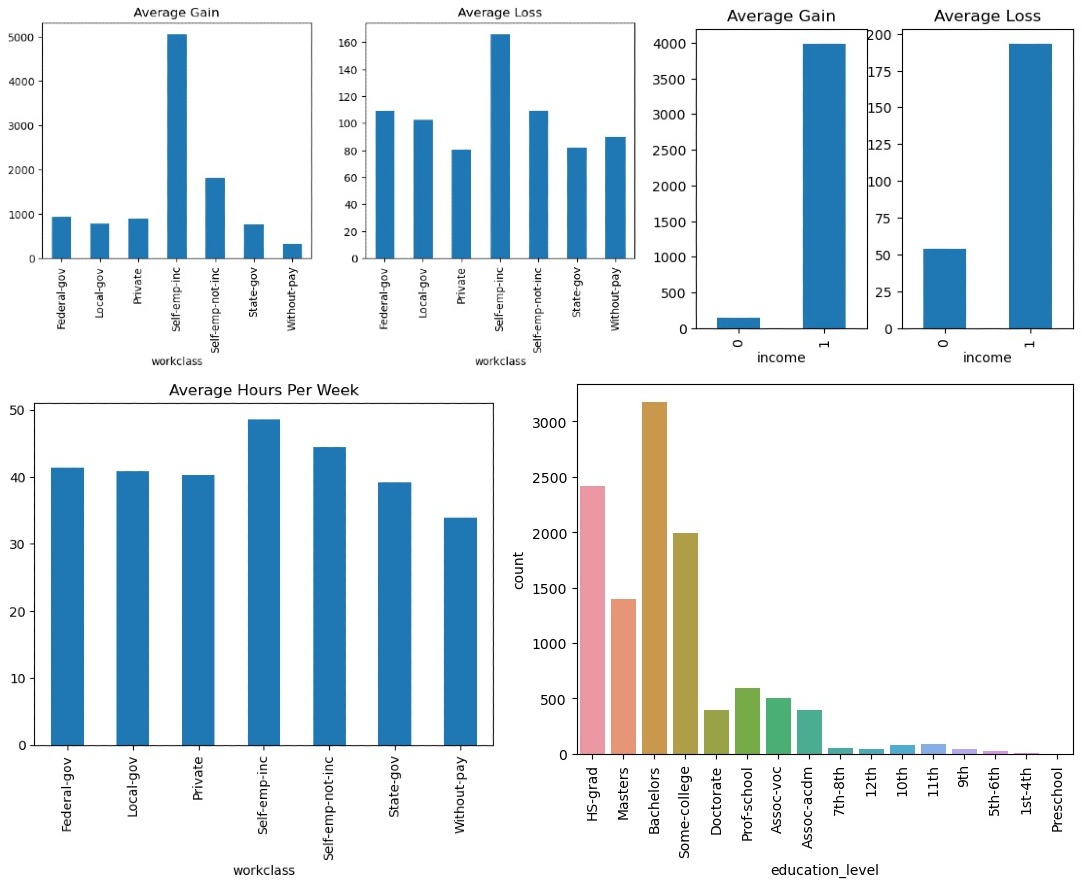 Average Gain
5000
4000
3000
2000
1000
0
Federal-gov
Local-gov
Private
Self-emp-inc
Self-emp-not-inc
State-gov
Without-pay
workclass
Average Loss
160
140
120
100
80
60
40
20
0
Federal-gov
Local-gov
Private
Self-emp-inc
Self-emp-not-inc
State-gov
Without-pay
workclass
Average Gain
4000
3500
3000
2500
2000
1500
1000
500
0
0
1
income
Average Loss
200
175
150
125
100
75
50
25
0
0
1
income
Average Hours Per Week
50
40
30
20
10
0
Federal-gov
Local-gov
Private
Self-emp-inc
Self-emp-not-inc
State-gov
Without-pay
workclass
count
3000
2500
2000
1500
1000
500
0
HS-grad
Masters
Bachelors
Some-college
Doctorate
Prof-school
Assoc-voc
Assoc-acdm
7th-8th
12th
10th
11th
9th
5th-6th
1st-4th
Preschool
education_level